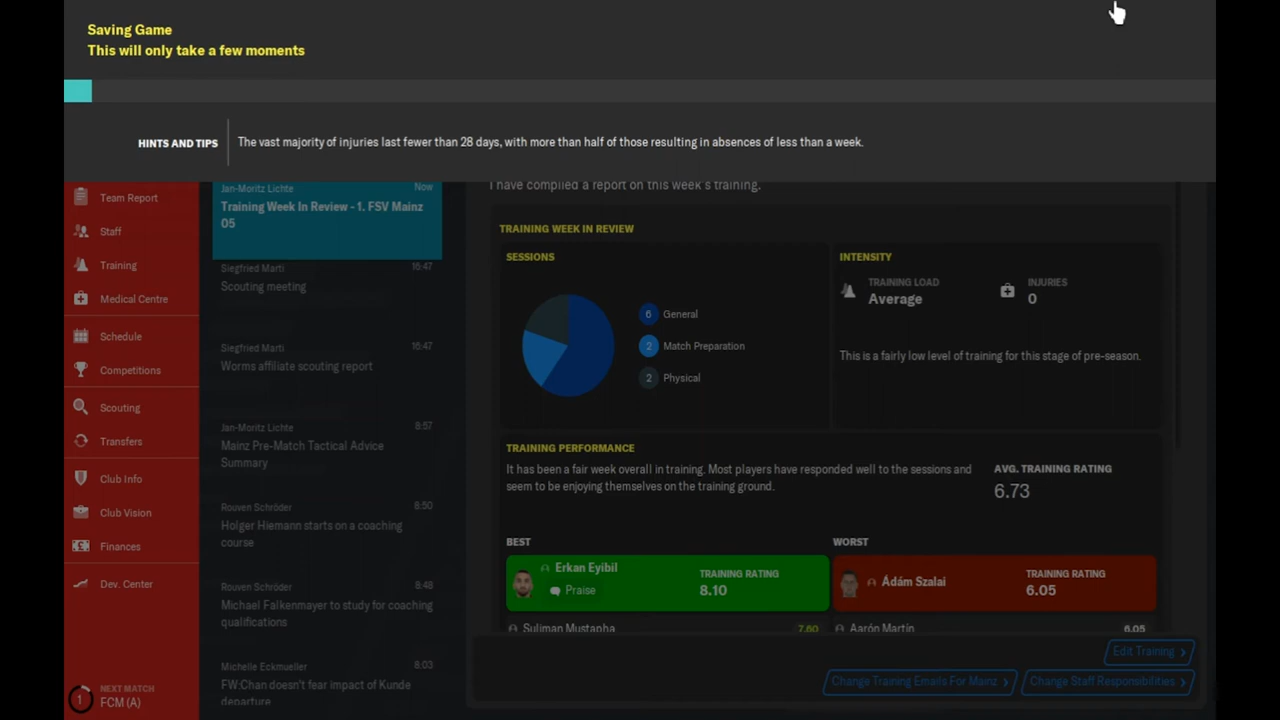 Saving Game
This will only take a few moments
HINTS AND TIPS
The vast majority of injuries last fewer than 28 days, with more than half of those resulting in absences of less than a week.
Team Report
Staff
Training
Medical Centre
Schedule
Competitions
Scouting
Transfers
Club Info
Club Vision
Finances
Dev. Center
1
NEXT MATCH
FCM (A)
Jan-Moritz Lichte
Now
Training Week In Review - 1. FSV Mainz
05
Siegfried Marti
16:47
Scouting meeting
Siegfried Marti
16:47
Worms affiliate scouting report
Jan-Moritz Lichte
8:57
Mainz Pre-Match Tactical Advice
Summary
Rouven Schröder
8:50
Holger Hiemann starts on a coaching
course
Rouven Schröder
8:48
Michael Falkenmayer to study for coaching
qualifications
Michelle Eckmueller
8:03
FW:Chan doesn't fear impact of Kunde
departure
I have compiled a report on this week's training.
TRAINING WEEK IN REVIEW
SESSIONS
6 General
2 Match Preparation
2 Physical
INTENSITY
TRAINING LOAD
Average
INJURIES
0
This is a fairly low level of training for this stage of pre-season.
TRAINING PERFORMANCE
It has been a fair week overall in training. Most players have responded well to the sessions and
seem to be enjoying themselves on the training ground.
AVG. TRAINING RATING
6.73
BEST
Erkan Eyibil
Praise
TRAINING RATING
8.10
Suliman Mustapha
7.60
WORST
Ádám Szalai
TRAINING RATING
6.05
Aarón Martín
6.05
Edit Training
Change Training Emails For Mainz
Change Staff Responsibilities